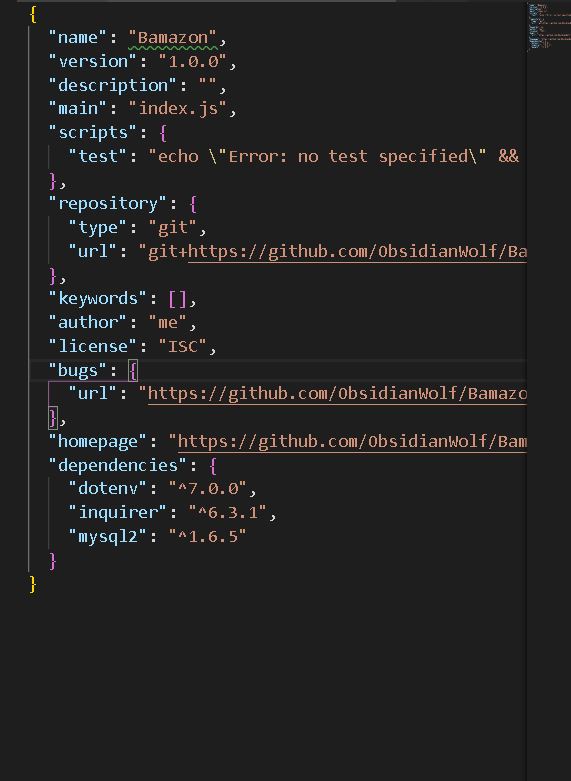 {
"name": "Bamazon",
"version": "1.0.0",
"description": "",
"main": "index.js",
"scripts": {
"test": "echo \"Error: no test specified\" &&
},
"repository": {
"type": "git",
"url": "git+https://github.com/ObsidianWolf/Ba
},
"keywords": [],
"author": "me",
"license": "ISC",
"bugs": {
"url": "https://github.com/ObsidianWolf/Bamazo
},
"homepage": "https://github.com/ObsidianWolf/Bam
"dependencies": {
"dotenv": "^7.0.0",
"inquirer": "^6.3.1",
"mysql2": "^1.6.5"
}
}